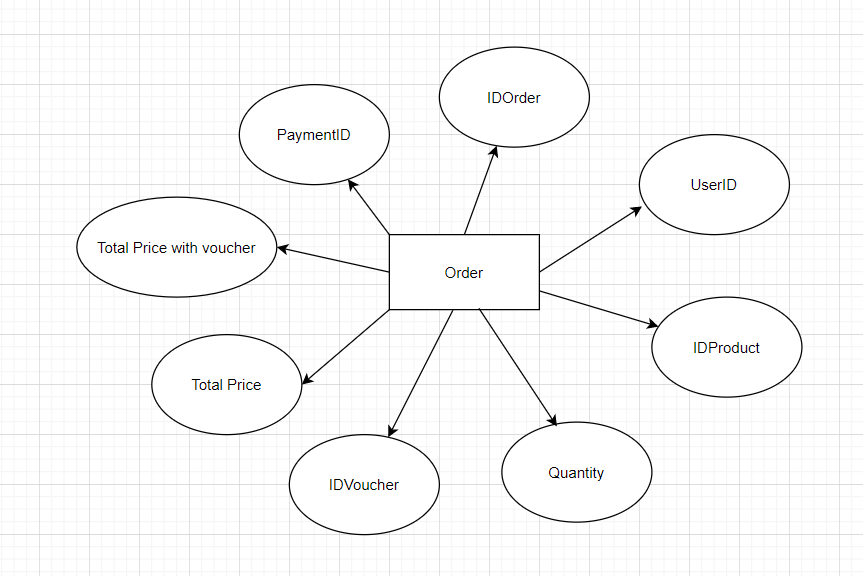 IDOrder
PaymentID
UserID
Total Price with voucher
Order
IDProduct
Total Price
Quantity
IDVoucher